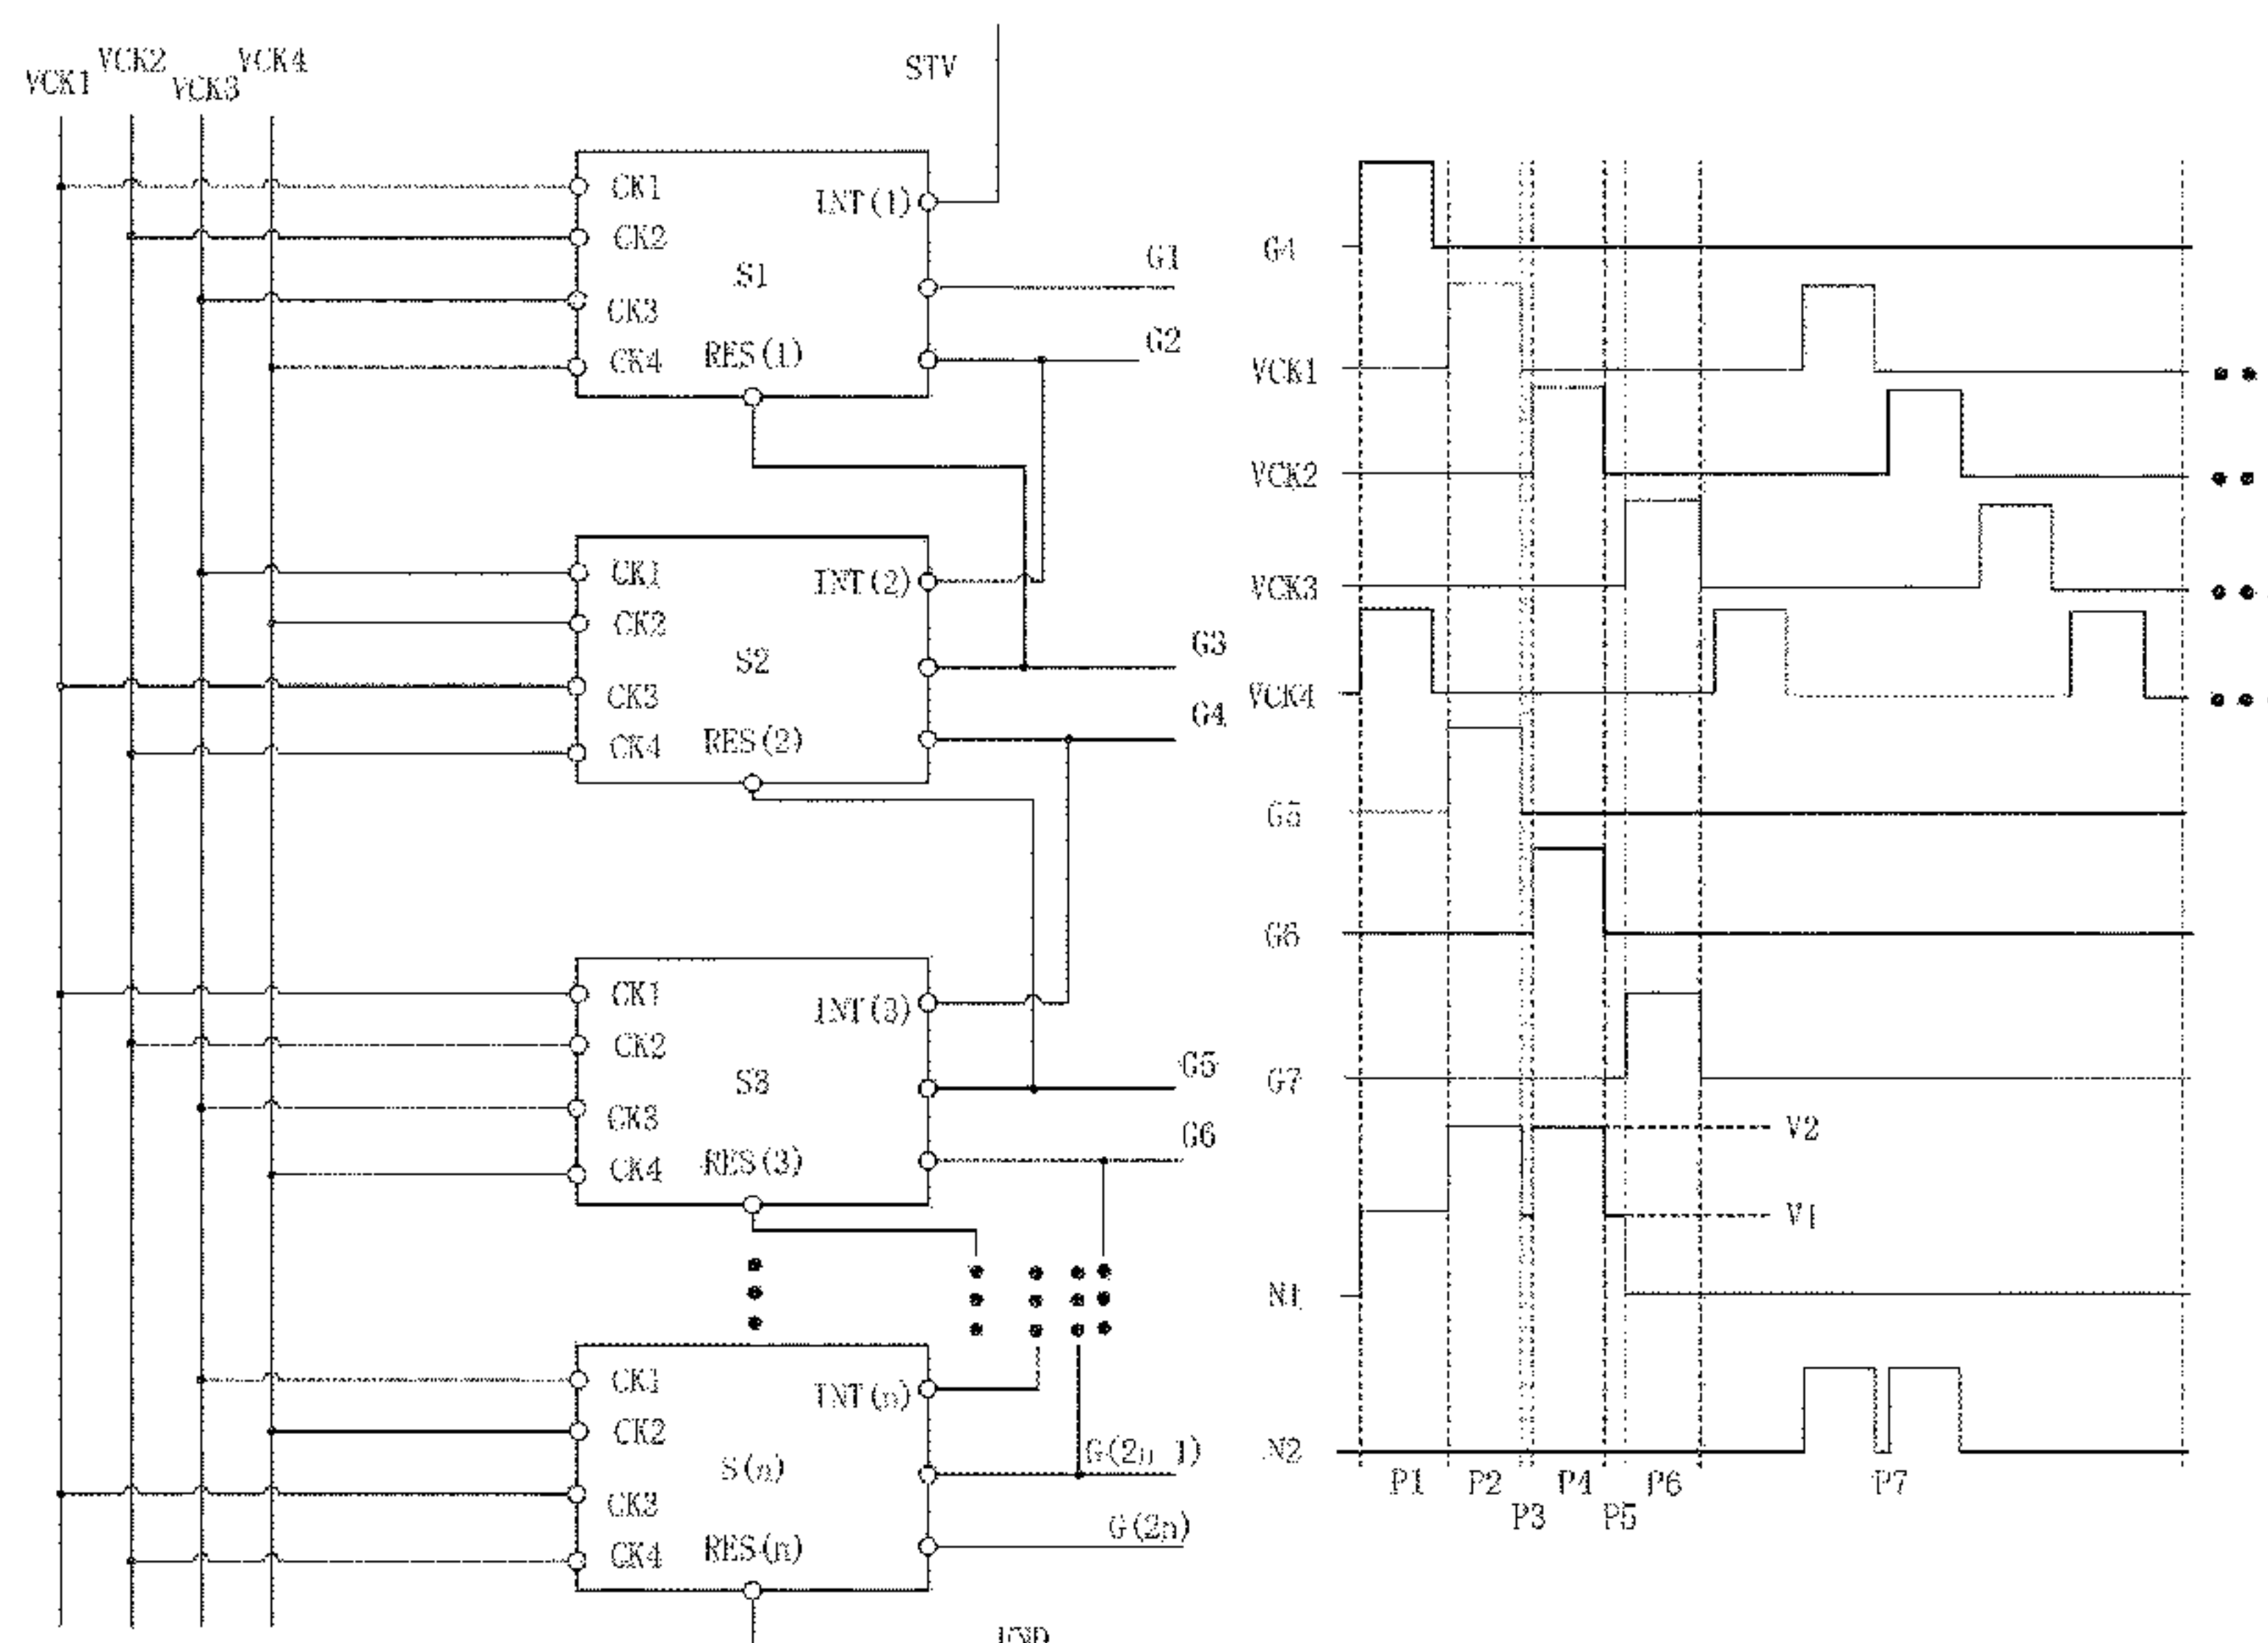 VCK1
VCK2
VCK3
VCK4
STV
CK1
INT(1)
CK2
S1
G1
CK3
RES(1)
G2
CK4
CK1
INT(2)
CK2
S2
G3
CK3
RES(2)
G4
CK4
CK1
INT(3)
CK2
S3
G5
CK3
RES(3)
G6
CK4
CK1
INT(n)
CK2
S(n)
G(2n-1)
CK3
RES(n)
G(2n)
CK4
END
G4
VCK1
VCK2
VCK3
VCK4
G5
G6
G7
V2
V1
N1
N2
P1
P2
P3
P4
P5
P6
P7